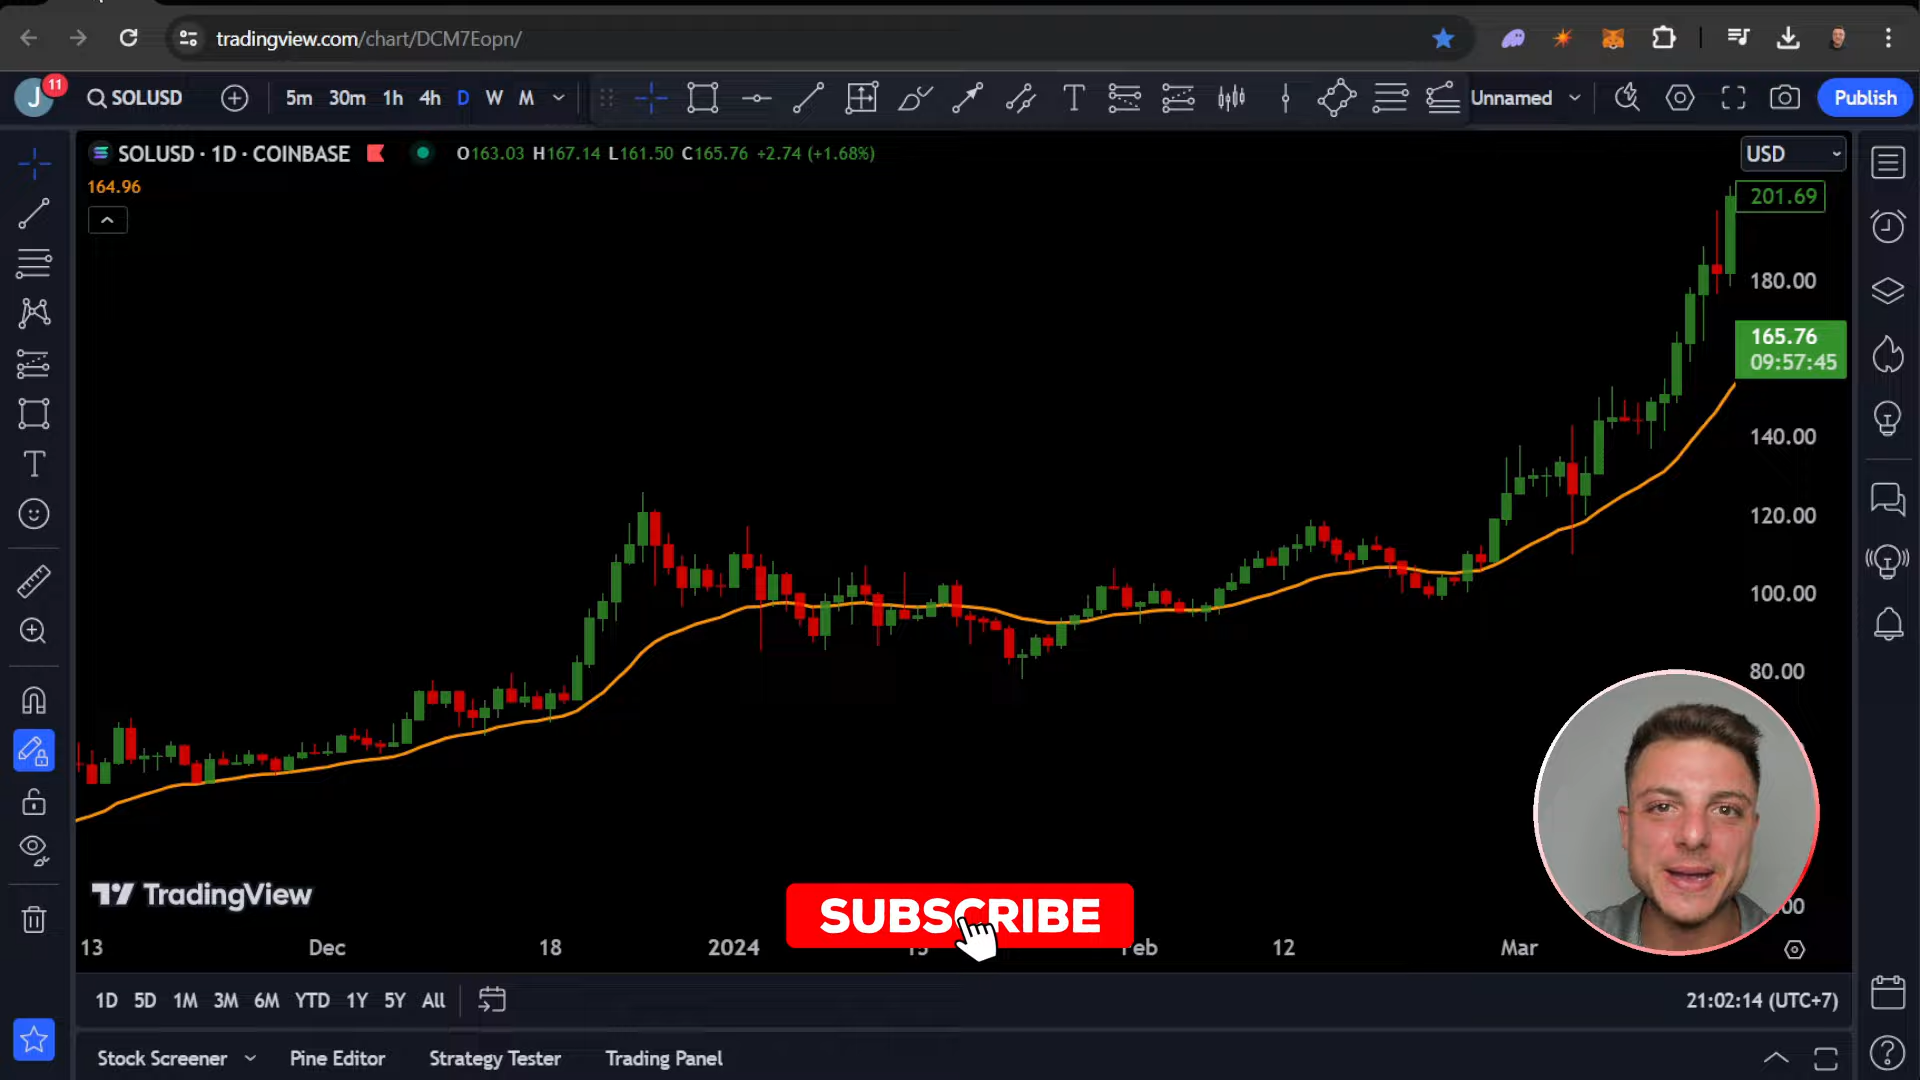 tradingview.com/chart/DCM7Eopn/
J 11 SOLUSD 5m 30m 1h 4h D W M T Unnamed Publish
SOLUSD · 1D · COINBASE O163.03 H167.14 L161.50 C165.76 +2.74 (+1.68%) USD
164.96
201.69
180.00
165.76
09:57:45
140.00
120.00
100.00
80.00
TradingView
SUBSCRIBE
13 Dec 18 2024 15 Feb 12 Mar
1D 5D 1M 3M 6M YTD 1Y 5Y All 21:02:14 (UTC+7)
Stock Screener Pine Editor Strategy Tester Trading Panel